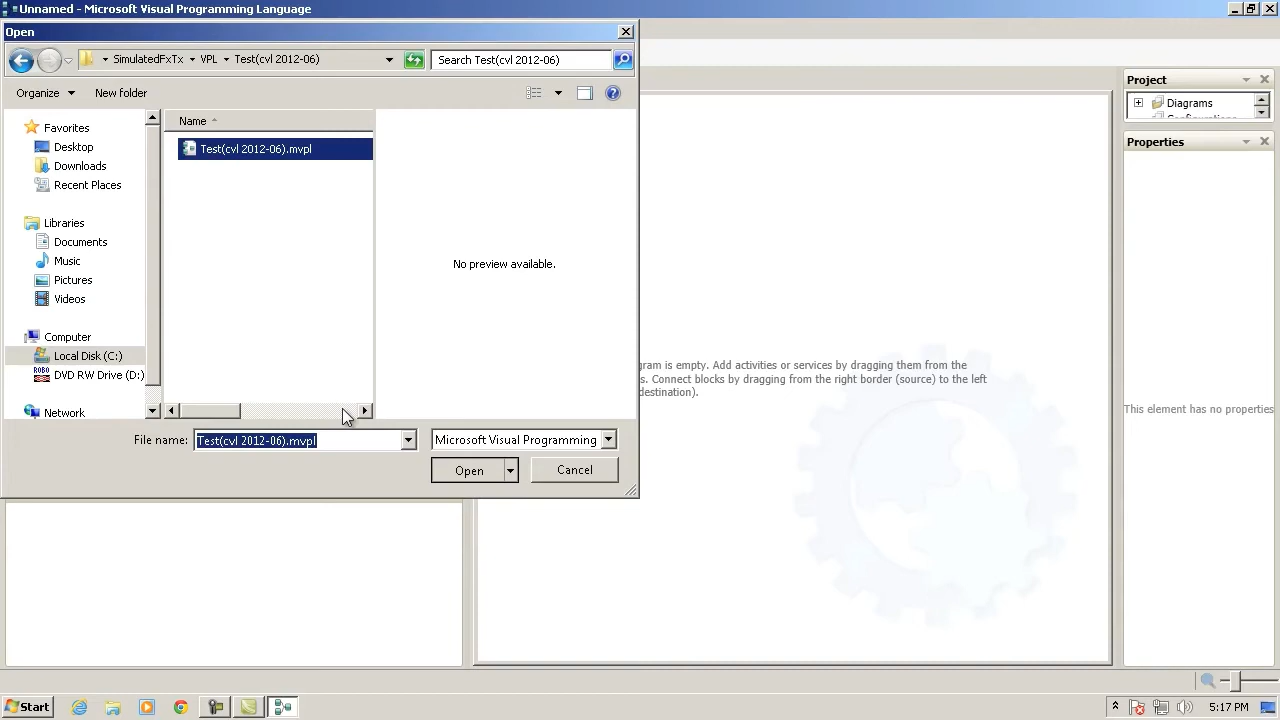 Unnamed - Microsoft Visual Programming Language
Open
SimulatedFxTx
VPL
Test(cvl 2012-06)
Search Test(cvl 2012-06)
Organize
New folder
Favorites
Desktop
Downloads
Recent Places
Libraries
Documents
Music
Pictures
Videos
Computer
Local Disk (C:)
ROBO
DVD RW Drive (D:)
Network
Name
Test(cvl 2012-06).mvpl
No preview available.
File name:
Test(cvl 2012-06).mvpl
Microsoft Visual Programming
Open
Cancel
gram is empty. Add activities or services by dragging them from the
s. Connect blocks by dragging from the right border (source) to the left
destination).
Project
Diagrams
Properties
This element has no properties
Start
5:17 PM